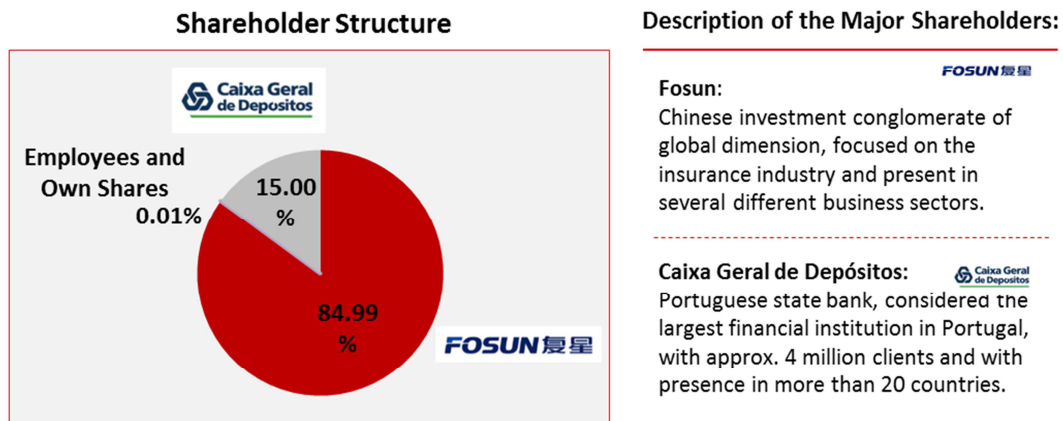 Shareholder Structure
Caixa Geral
de Depositos
Employees and
Own Shares
0.01%
15.00
%
84.99
%
FOSUN复星
Description of the Major Shareholders:
FOSUN复星
Fosun:
Chinese investment conglomerate of
global dimension, focused on the
insurance industry and present in
several different business sectors.
Caixa Geral de Depósitos:
Caixa Geral
de Depositos
Portuguese state bank, considered the
largest financial institution in Portugal,
with approx. 4 million clients and with
presence in more than 20 countries.